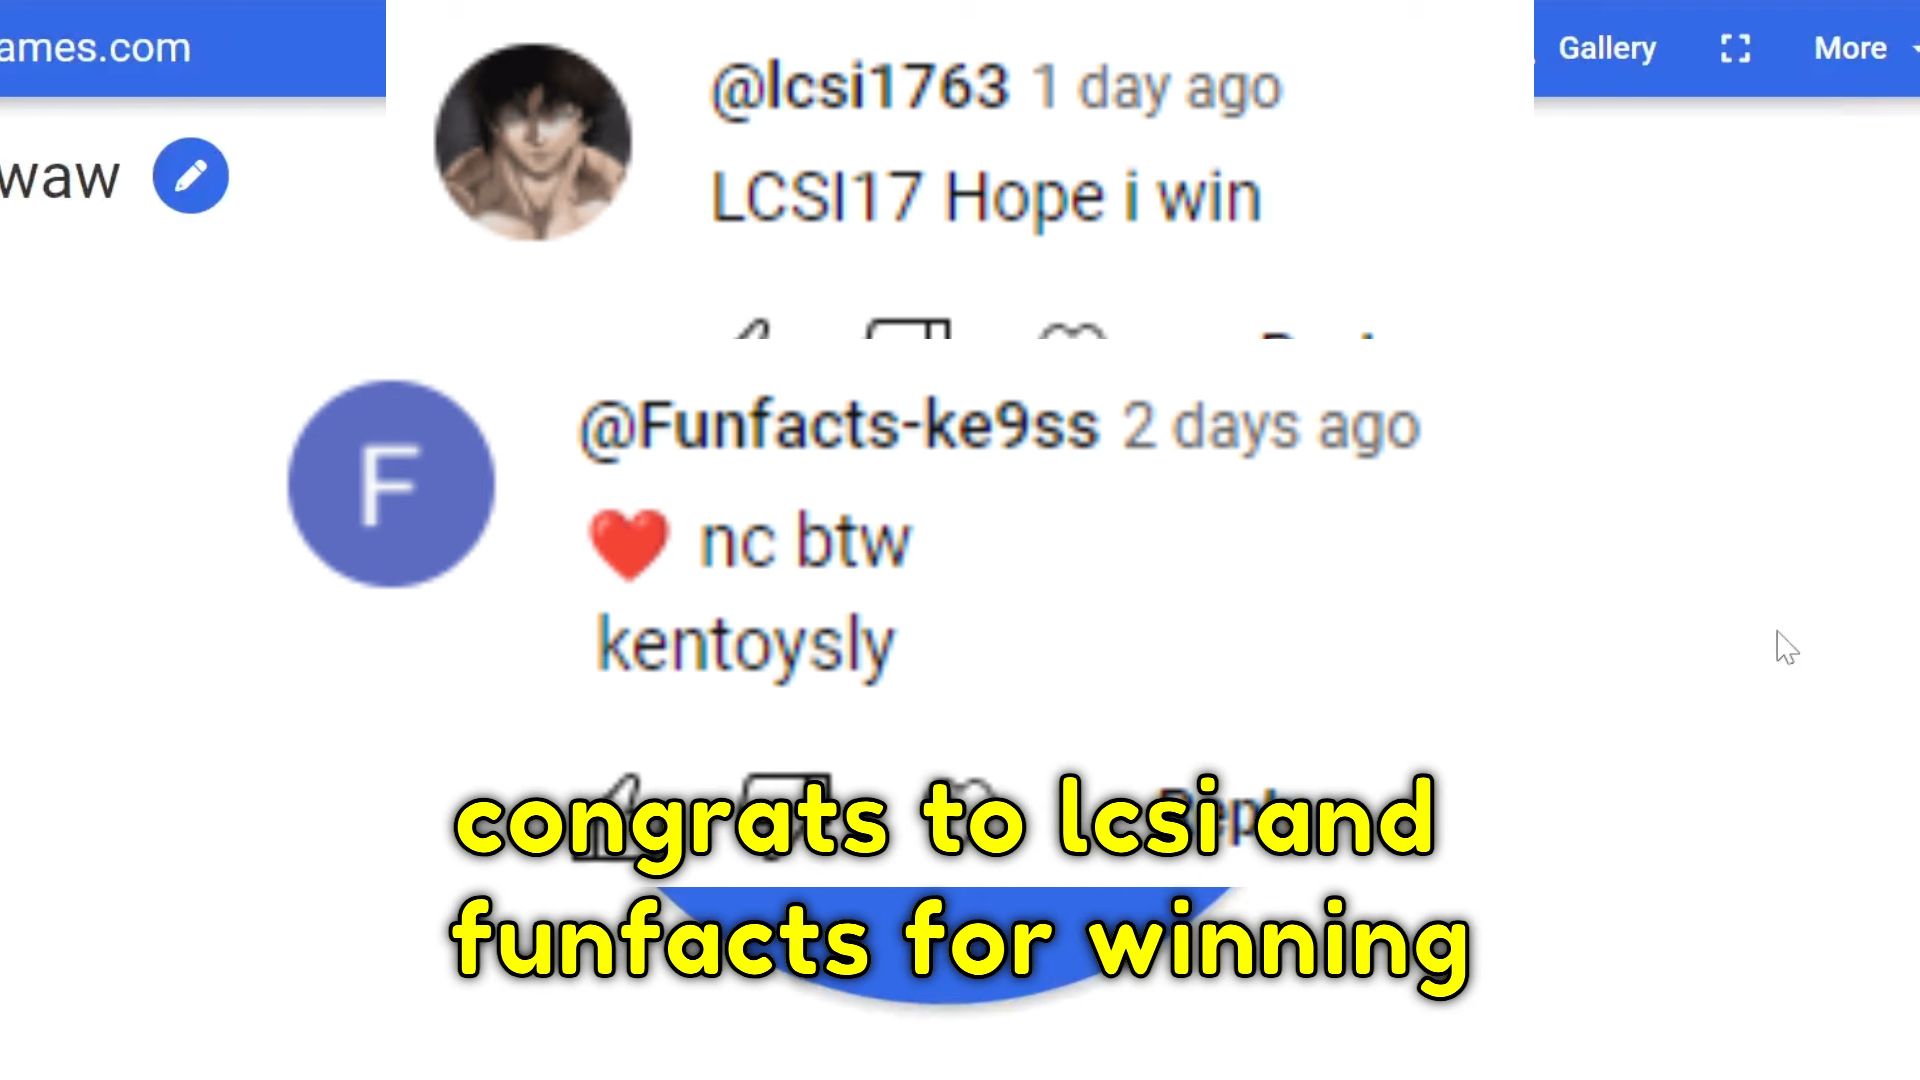 ames.com
Gallery
More
waw
@lcsi1763 1 day ago
LCSI17 Hope i win
F
@Funfacts-ke9ss 2 days ago
❤️ nc btw
kentoysly
congrats to lcsi and
funfacts for winning